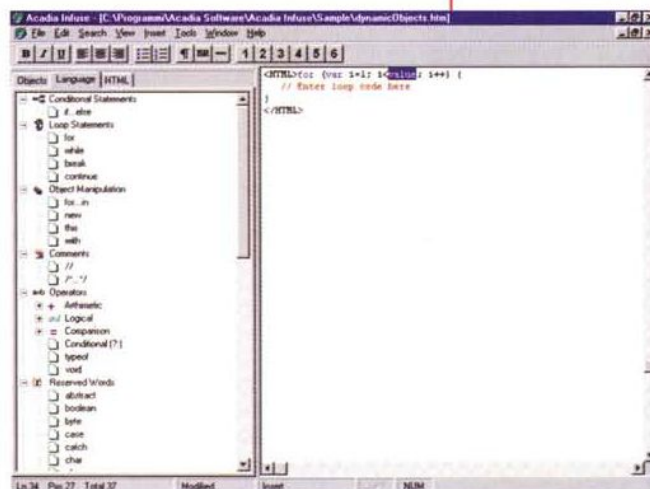 Acadia Infuse - [C:\Programmi\Acadia Software\Acadia Infuse\Sample\dynamicObjects.htm]
File Edit Search View Insert Tools Window Help
B I U 1 2 3 4 5 6
Objects Language HTML
Conditional Statements
if...else
Loop Statements
for
while
break
continue
Object Manipulation
for...in
new
this
with
Comments
//
/*...*/
a+b Operators
+ Arithmetic
and Logical
= Comparison
Conditional (?:)
typeof
void
Reserved Words
abstract
boolean
byte
case
catch
char
<HTML>for (var i=1; i<value; i++) {
// Enter loop code here
}
</HTML>
Ln 34 Pos 27 Total 37 Modified Insert NUM